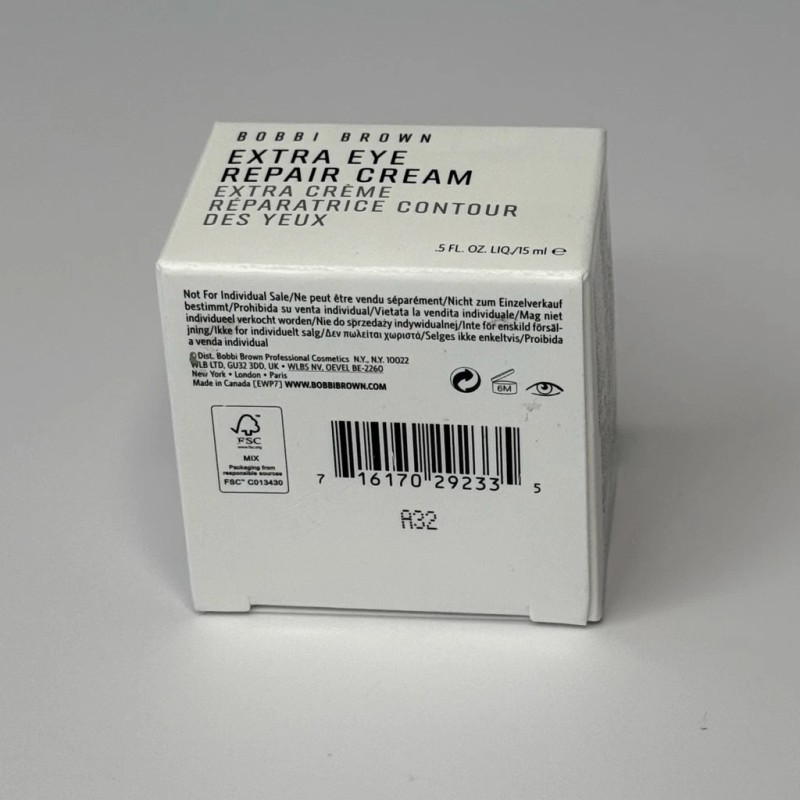 BOBBI BROWN
EXTRA EYE
REPAIR CREAM
EXTRA CRÈME
RÉPARATRICE CONTOUR
DES YEUX
.5 FL. OZ. LIQ./15 ml ℮
Not For Individual Sale/Ne peut être vendu séparément/Nicht zum Einzelverkauf
bestimmt/Prohibida su venta individual/Vietata la vendita individuale/Mag niet
individueel verkocht worden/Nie do sprzedaży indywidualnej/Inte för enskild försäl-
jning/Ikke for individuelt salg/Δεν πωλείται χωριστά/Selges ikke enkeltvis/Proibida
a venda individual
© Dist. Bobbi Brown Professional Cosmetics N.Y., N.Y. 10022
WLB LTD, GU32 3DD, UK • WLBS NV, OEVEL BE-2260
New York • London • Paris
Made in Canada [EWP7] WWW.BOBBIBROWN.COM
6M
FSC
www.fsc.org
MIX
Packaging from
responsible sources
FSC™ C013430
7 16170 29233 5
A32